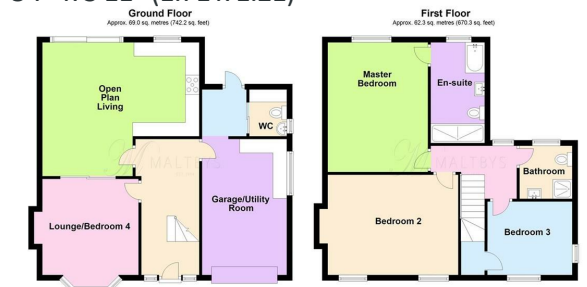 Ground Floor
Approx. 69.0 sq. metres (742.2 sq. feet)
Open
Plan
Living
WC
Garage/Utility
Room
Lounge/Bedroom 4
MALTBYS
First Floor
Approx. 62.3 sq. metres (670.3 sq. feet)
Master
Bedroom
En-suite
MALTBYS
Bathroom
Bedroom 2
Bedroom 3